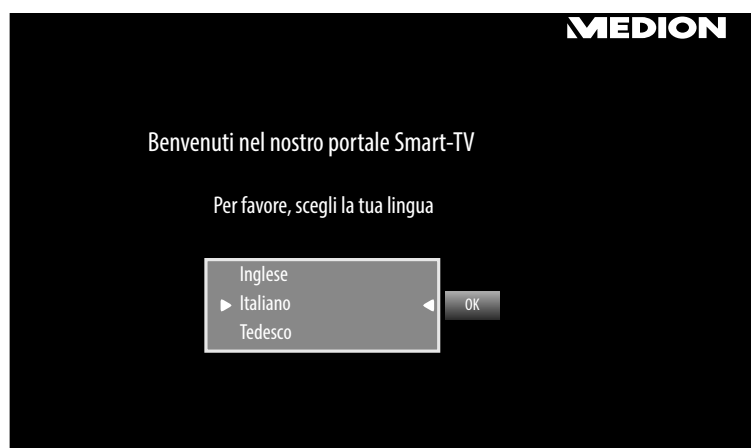 MEDION
Benvenuti nel nostro portale Smart-TV
Per favore, scegli la tua lingua
Inglese
Italiano
OK
Tedesco